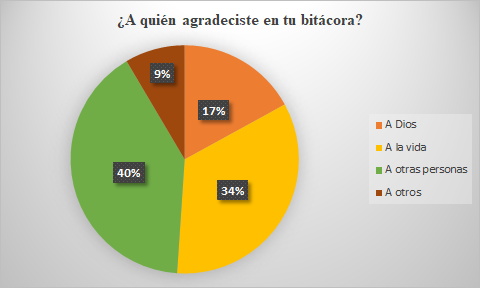 ¿A quién agradeciste en tu bitácora?
9%
17%
40%
34%
A Dios
A la vida
A otras personas
A otros